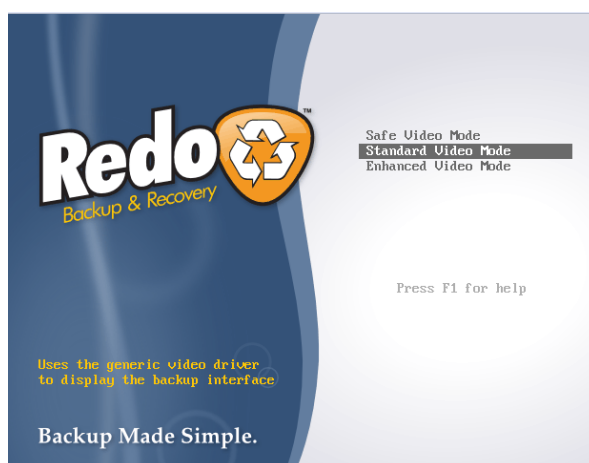 Redo™
Backup & Recovery
Safe Video Mode
Standard Video Mode
Enhanced Video Mode
Press F1 for help
Uses the generic video driver
to display the backup interface
Backup Made Simple.